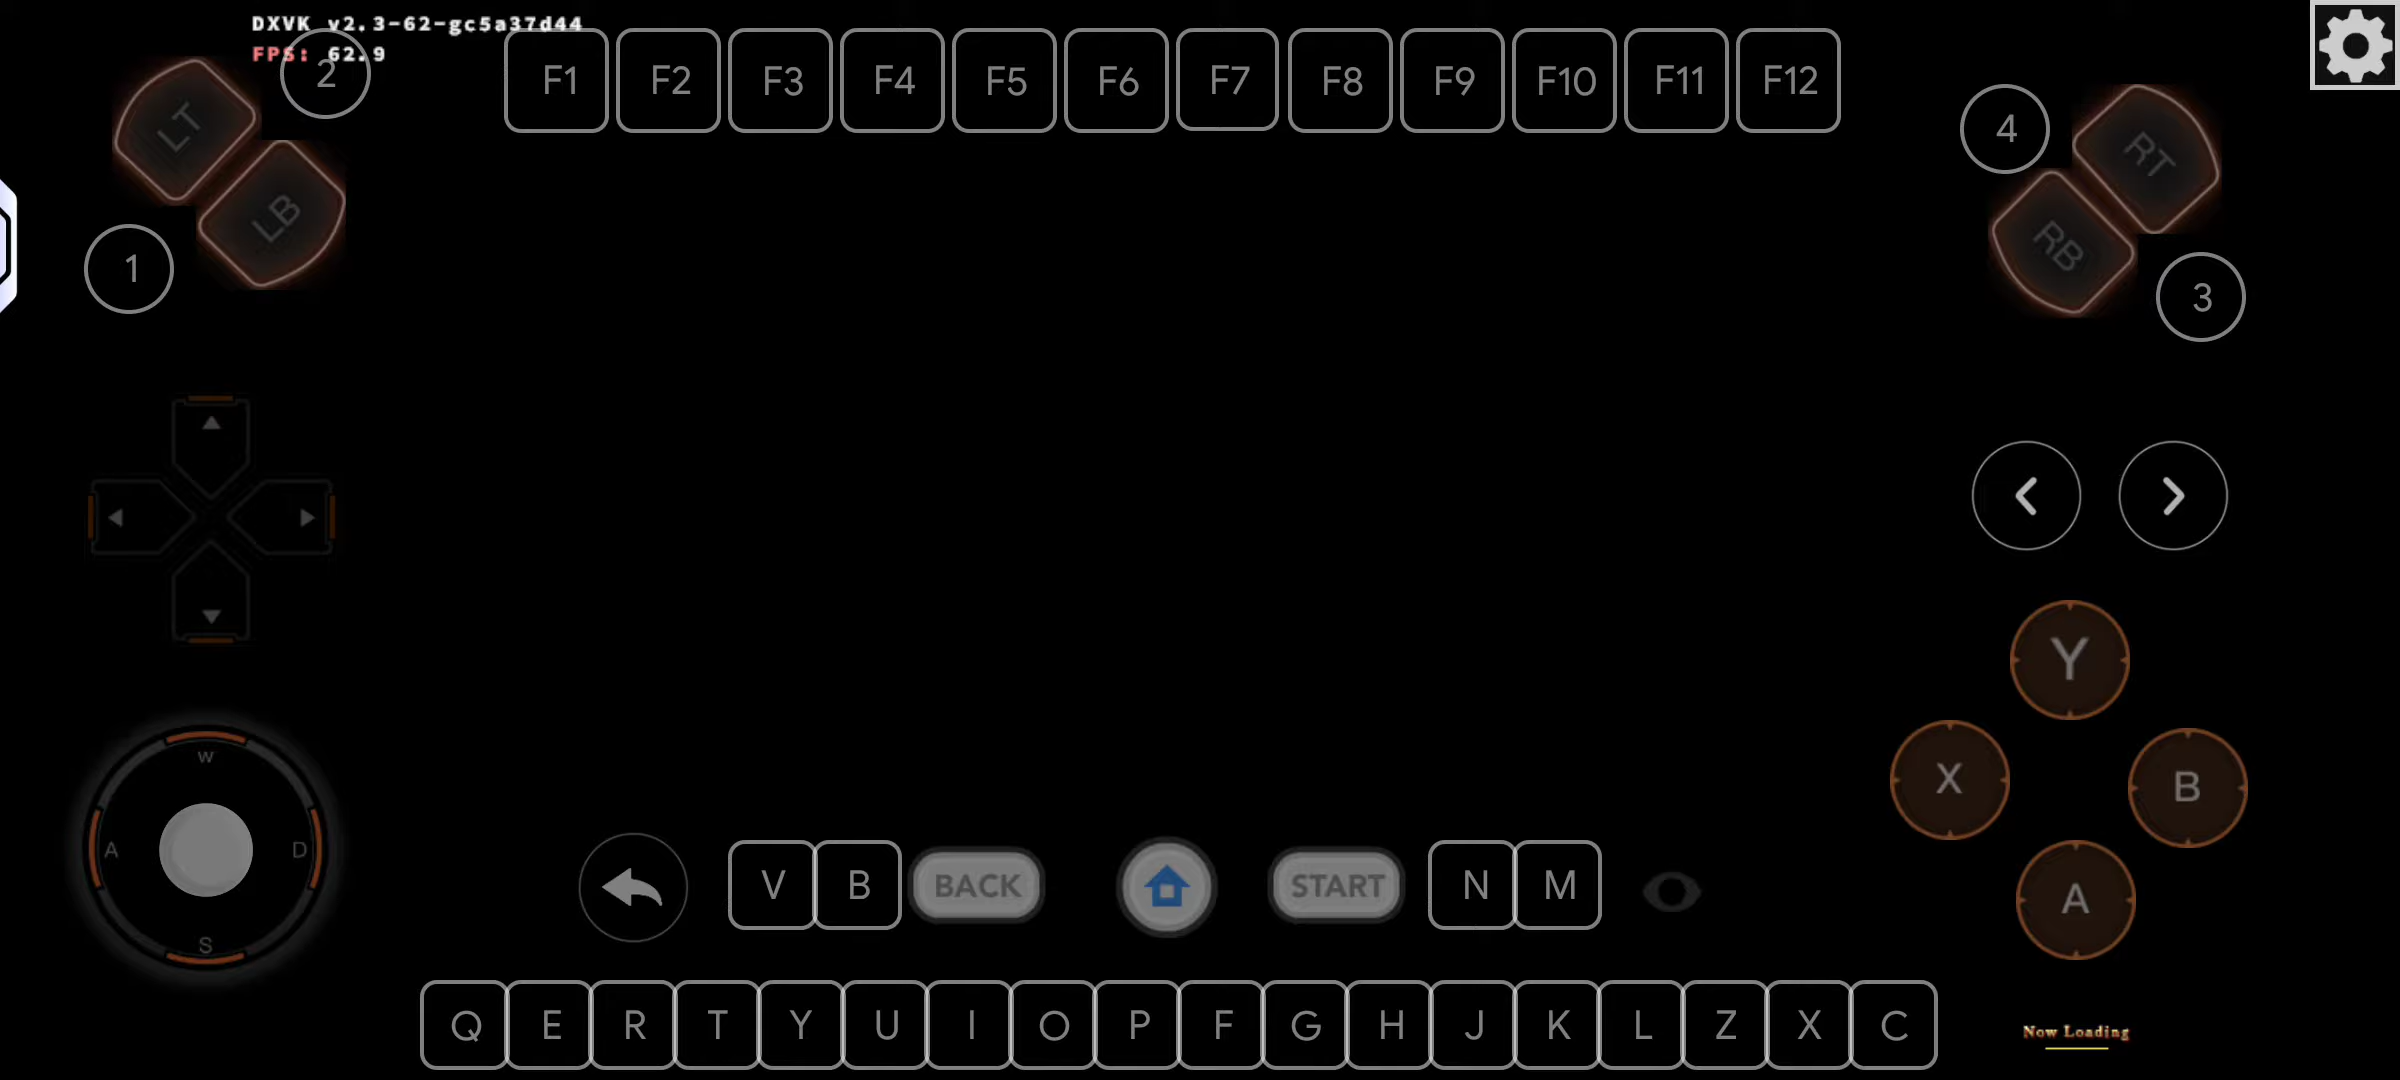 DXVK v2.3-62-gc5a37d44
FPS: 62.9
2
F1 F2 F3 F4 F5 F6 F7 F8 F9 F10 F11 F12
LT
4
RT
LB
RB
1
3
Y
W
X
B
A
D
A
V B BACK START N M
S
Q E R T Y U I O P F G H J K L Z X C
Now Loading